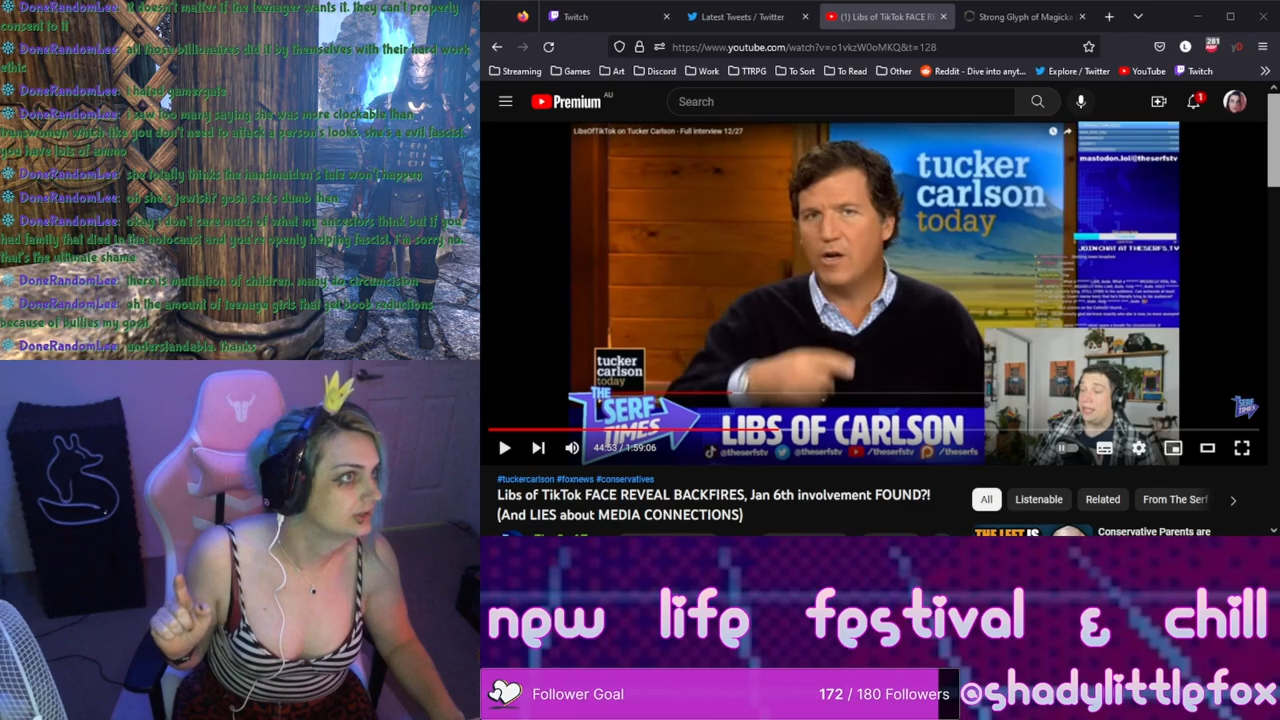 DoneRandomLee: it doesn't matter if the teenager wants it. they can't properly
consent to it
DoneRandomLee: all those billionaires did it by themselves with their hard work
ethic
DoneRandomLee: i hated gamergate
DoneRandomLee: i saw too many saying she was more clockable than
transwomen which like you don't need to attack a person's looks. she's a evil fascist
you have lots of ammo
DoneRandomLee: she totally thinks the handmaiden's tale won't happen
DoneRandomLee: oh she's jewish? gosh she's dumb then
DoneRandomLee: okay i don't care much of what my ancestors think but if you
had family that died in the holocaust and you're openly helping fascist. I'm sorry no.
that's the ultimate shame
DoneRandomLee: there is mutilation of children. many do circumcision
DoneRandomLee: oh the amount of teenage girls that get boob reductions
because of bullies my gosh
DoneRandomLee: understandable. thanks
Twitch
Latest Tweets / Twitter
(1) Libs of TikTok FACE RE
Strong Glyph of Magicka
https://www.youtube.com/watch?v=o1vkzW0oMKQ&t=128
281
yD
Streaming
Games
Art
Discord
Work
TTRPG
To Sort
To Read
Other
Reddit - Dive into anyt...
Explore / Twitter
YouTube
Twitch
Premium AU
Search
1
LibsOfTikTok on Tucker Carlson - Full interview 12/27
mastodon.lol/@theserfstv
tucker
carlson
today
JOIN CHAT AT THESERFS.TV
tucker
carlson
today
THE
SERF
TIMES
LIBS OF CARLSON
SERF
TIMES
44:53 / 1:59:06
@theserfstv
@theserfstv
/theserfstv
/theserfs
#tuckercarlson #foxnews #conservatives
Libs of TikTok FACE REVEAL BACKFIRES, Jan 6th involvement FOUND?!
(And LIES about MEDIA CONNECTIONS)
All
Listenable
Related
From The Serf
THE LEFT IS
Conservative Parents are
new life festival & chill
Follower Goal
172 / 180 Followers
@shadylittlefox